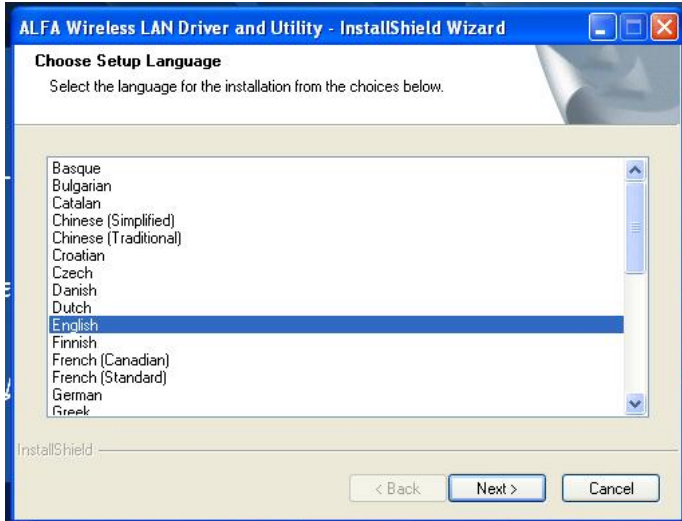 ALFA Wireless LAN Driver and Utility - InstallShield Wizard
Choose Setup Language
Select the language for the installation from the choices below.
Basque
Bulgarian
Catalan
Chinese (Simplified)
Chinese (Traditional)
Croatian
Czech
Danish
Dutch
English
Finnish
French (Canadian)
French (Standard)
German
Greek
InstallShield
< Back Next > Cancel